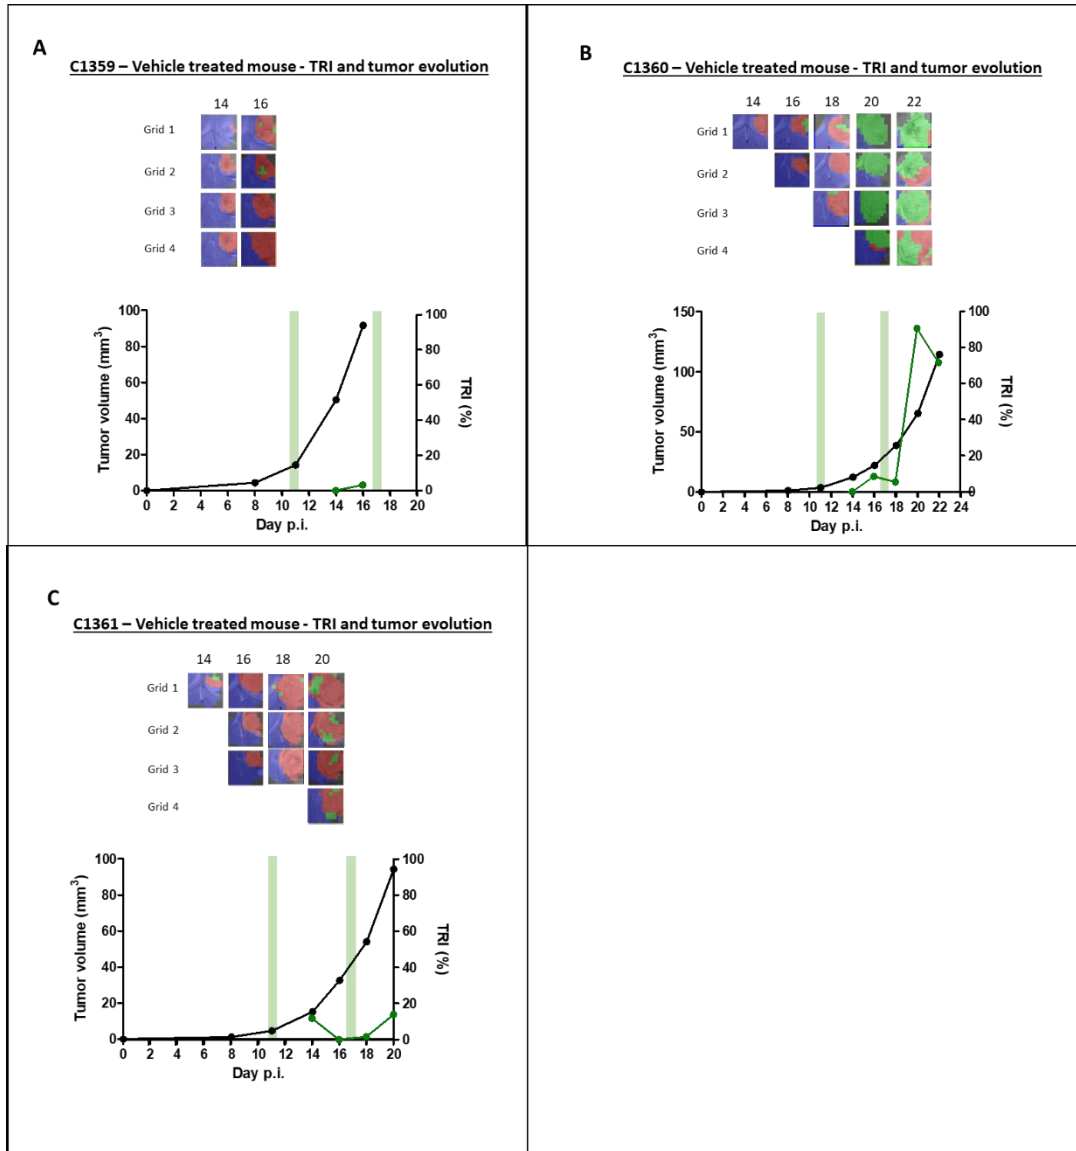 A
C1359 – Vehicle treated mouse - TRI and tumor evolution
14 16
Grid 1
Grid 2
Grid 3
Grid 4
100 100
80 80
60 60
40 40
20 20
0 0
Tumor volume (mm³)
TRI (%)
0 2 4 6 8 10 12 14 16 18 20
Day p.i.
B
C1360 – Vehicle treated mouse - TRI and tumor evolution
14 16 18 20 22
Grid 1
Grid 2
Grid 3
Grid 4
150 100
80
100 60
50 40
20
0 0
Tumor volume (mm³)
TRI (%)
0 2 4 6 8 10 12 14 16 18 20 22 24
Day p.i.
C
C1361 – Vehicle treated mouse - TRI and tumor evolution
14 16 18 20
Grid 1
Grid 2
Grid 3
Grid 4
100 100
80 80
60 60
40 40
20 20
0 0
Tumor volume (mm³)
TRI (%)
0 2 4 6 8 10 12 14 16 18 20
Day p.i.